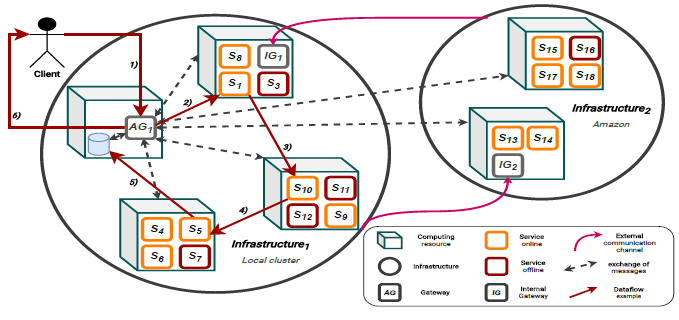 Client
1)
6)
AG1
2)
S8
IG1
S1
S3
3)
S10
S11
S12
S9
4)
5)
S4
S5
S6
S7
Infrastructure1
Local cluster
S15
S16
S17
S18
Infrastructure2
Amazon
S13
S14
IG2
Computing
resource
Service
online
External
communication
channel
Infrastructure
Service
offline
exchange of
messages
AG
Gateway
IG
Internal
Gateway
Dataflow
example